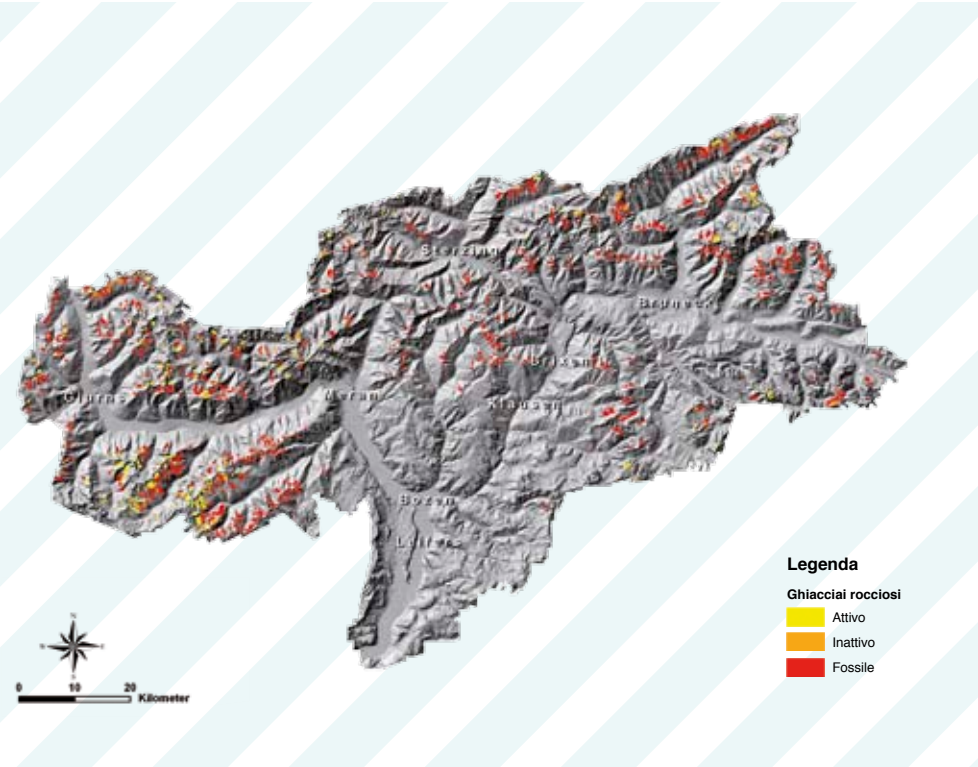 Sterzing
Bruneck
Brixen
Glurns
Meran
Klausen
Bozen
Leifers
Legenda
Ghiacciai rocciosi
Attivo
Inattivo
Fossile
N
S
0 10 20
Kilometer